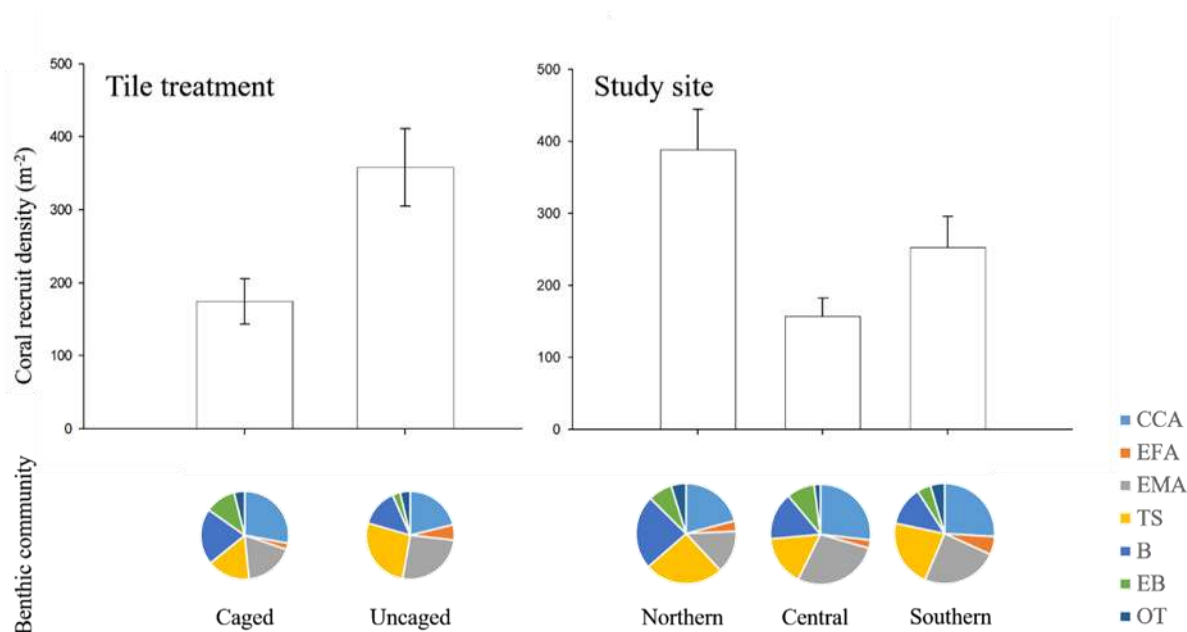 Tile treatment
Coral recruit density (m⁻²)
500
400
300
200
100
0
Study site
500
400
300
200
100
0
Benthic community
Caged
Uncaged
Northern
Central
Southern
CCA
EFA
EMA
TS
B
EB
OT